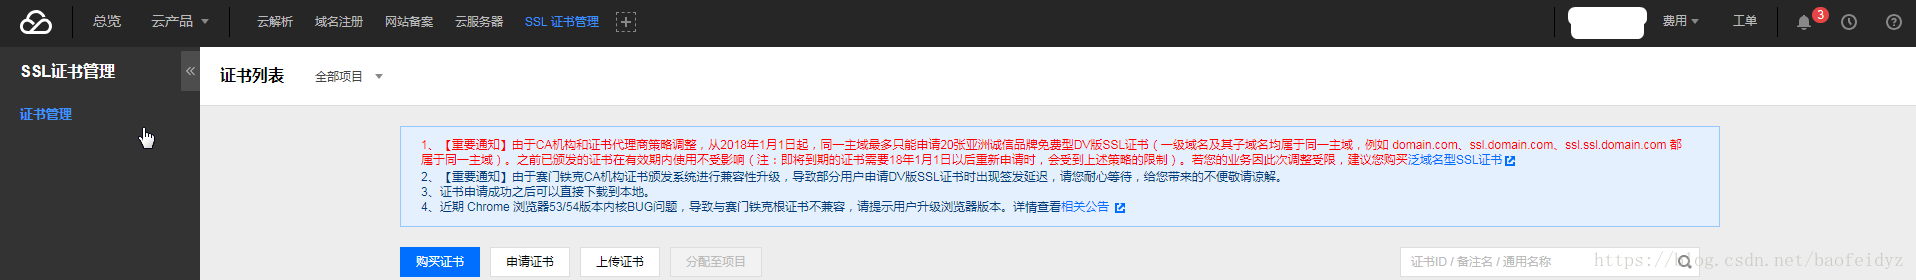 总览 云产品 云解析 域名注册 网站备案 云服务器 SSL 证书管理 费用 工单 3
SSL证书管理
证书管理
证书列表 全部项目
1、【重要通知】由于CA机构和证书代理商策略调整，从2018年1月1日起，同一主域最多只能申请20张亚洲诚信品牌免费型DV版SSL证书（一级域名及其子域名均属于同一主域，例如 domain.com、ssl.domain.com、ssl.ssl.domain.com 都
属于同一主域）。之前已颁发的证书在有效期内使用不受影响（注：即将到期的证书需要18年1月1日以后重新申请时，会受到上述策略的限制）。若您的业务因此次调整受限，建议您购买泛域名型SSL证书
2、【重要通知】由于赛门铁克CA机构证书颁发系统进行兼容性升级，导致部分用户申请DV版SSL证书时出现签发延迟，请您耐心等待，给您带来的不便敬请谅解。
3、证书申请成功之后可以直接下载到本地。
4、近期 Chrome 浏览器53/54版本内核BUG问题，导致与赛门铁克根证书不兼容，请提示用户升级浏览器版本。详情查看相关公告
购买证书 申请证书 上传证书 分配至项目 证书ID / 备注名 / 通用名称
https://blog.csdn.net/baofeidyz